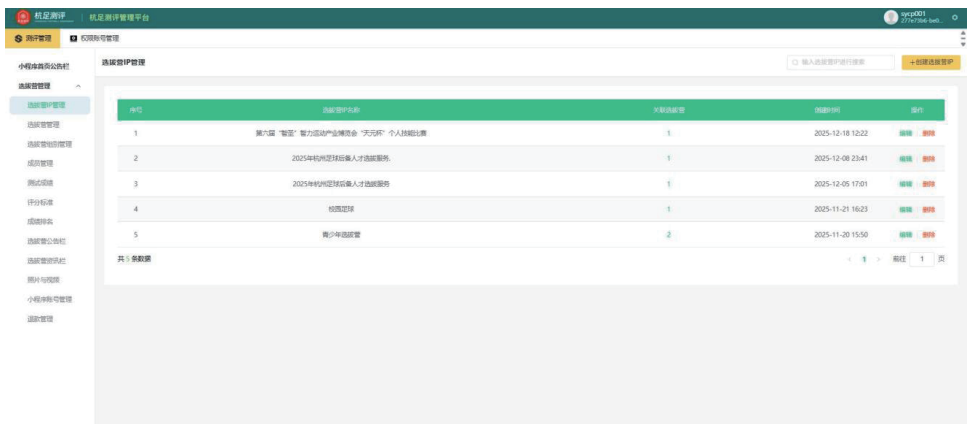 杭足测评 杭足测评管理平台 sycp001
测评管理 权限账号管理
小程序首页公告栏
选拔营管理
选拔营IP管理
选拔营管理
选拔营组别管理
成员管理
测试成绩
评分标准
成绩排名
选拔营公告栏
选拔营资讯栏
照片与视频
小程序账号管理
退款管理
选拔营IP管理 输入选拔营IP进行搜索 +创建选拔营IP
序号 选拔营IP名称 关联选拔营 创建时间 操作
1 第六届“智荟”智力运动产业博览会“天元杯”个人技能比赛 1 2025-12-18 12:22 编辑 删除
2 2025年杭州足球后备人才选拔服务. 1 2025-12-08 23:41 编辑 删除
3 2025年杭州足球后备人才选拔服务 1 2025-12-05 17:01 编辑 删除
4 校园足球 1 2025-11-21 16:23 编辑 删除
5 青少年选拔营 2 2025-11-20 15:50 编辑 删除
共 5 条数据 < 1 > 前往 1 页